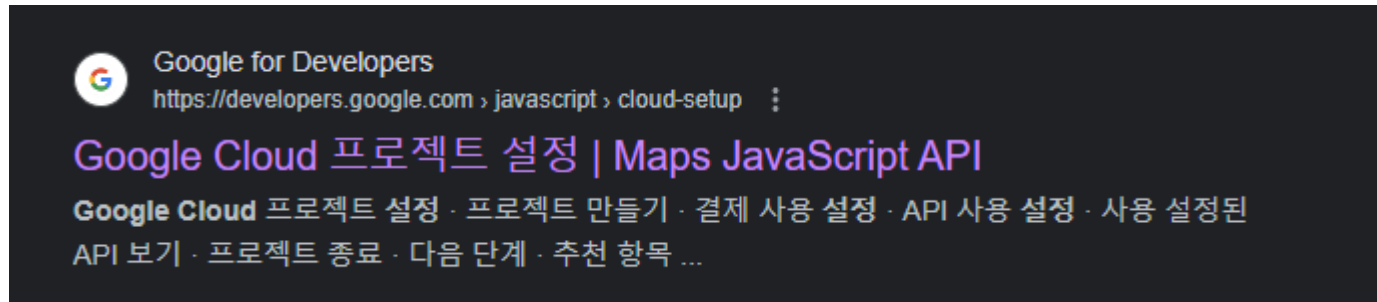 Google for Developers
https://developers.google.com › javascript › cloud-setup
Google Cloud 프로젝트 설정 | Maps JavaScript API
Google Cloud 프로젝트 설정 · 프로젝트 만들기 · 결제 사용 설정 · API 사용 설정 · 사용 설정된
API 보기 · 프로젝트 종료 · 다음 단계 · 추천 항목 ...